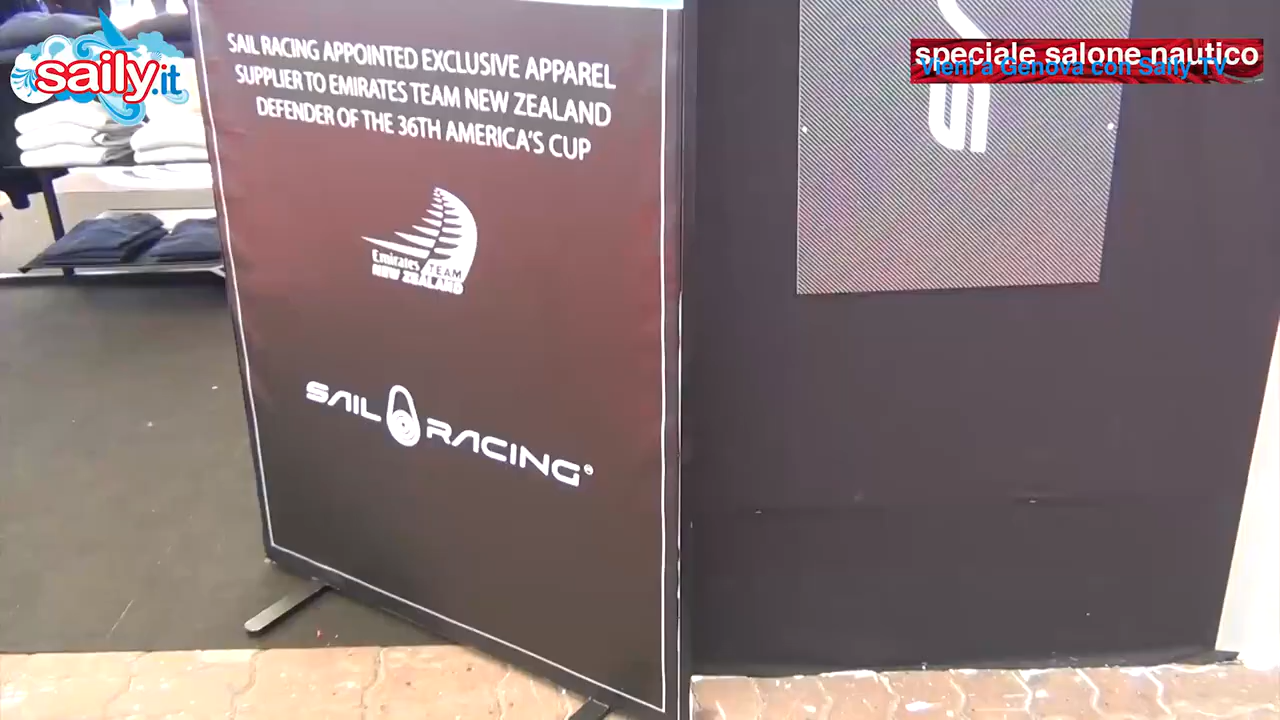 saily.it
speciale salone nautico
Vieni a Genova con Saily TV
SAIL RACING APPOINTED EXCLUSIVE APPAREL
SUPPLIER TO EMIRATES TEAM NEW ZEALAND
DEFENDER OF THE 36TH AMERICA'S CUP
Emirates TEAM
NEW ZEALAND
SAIL RACING